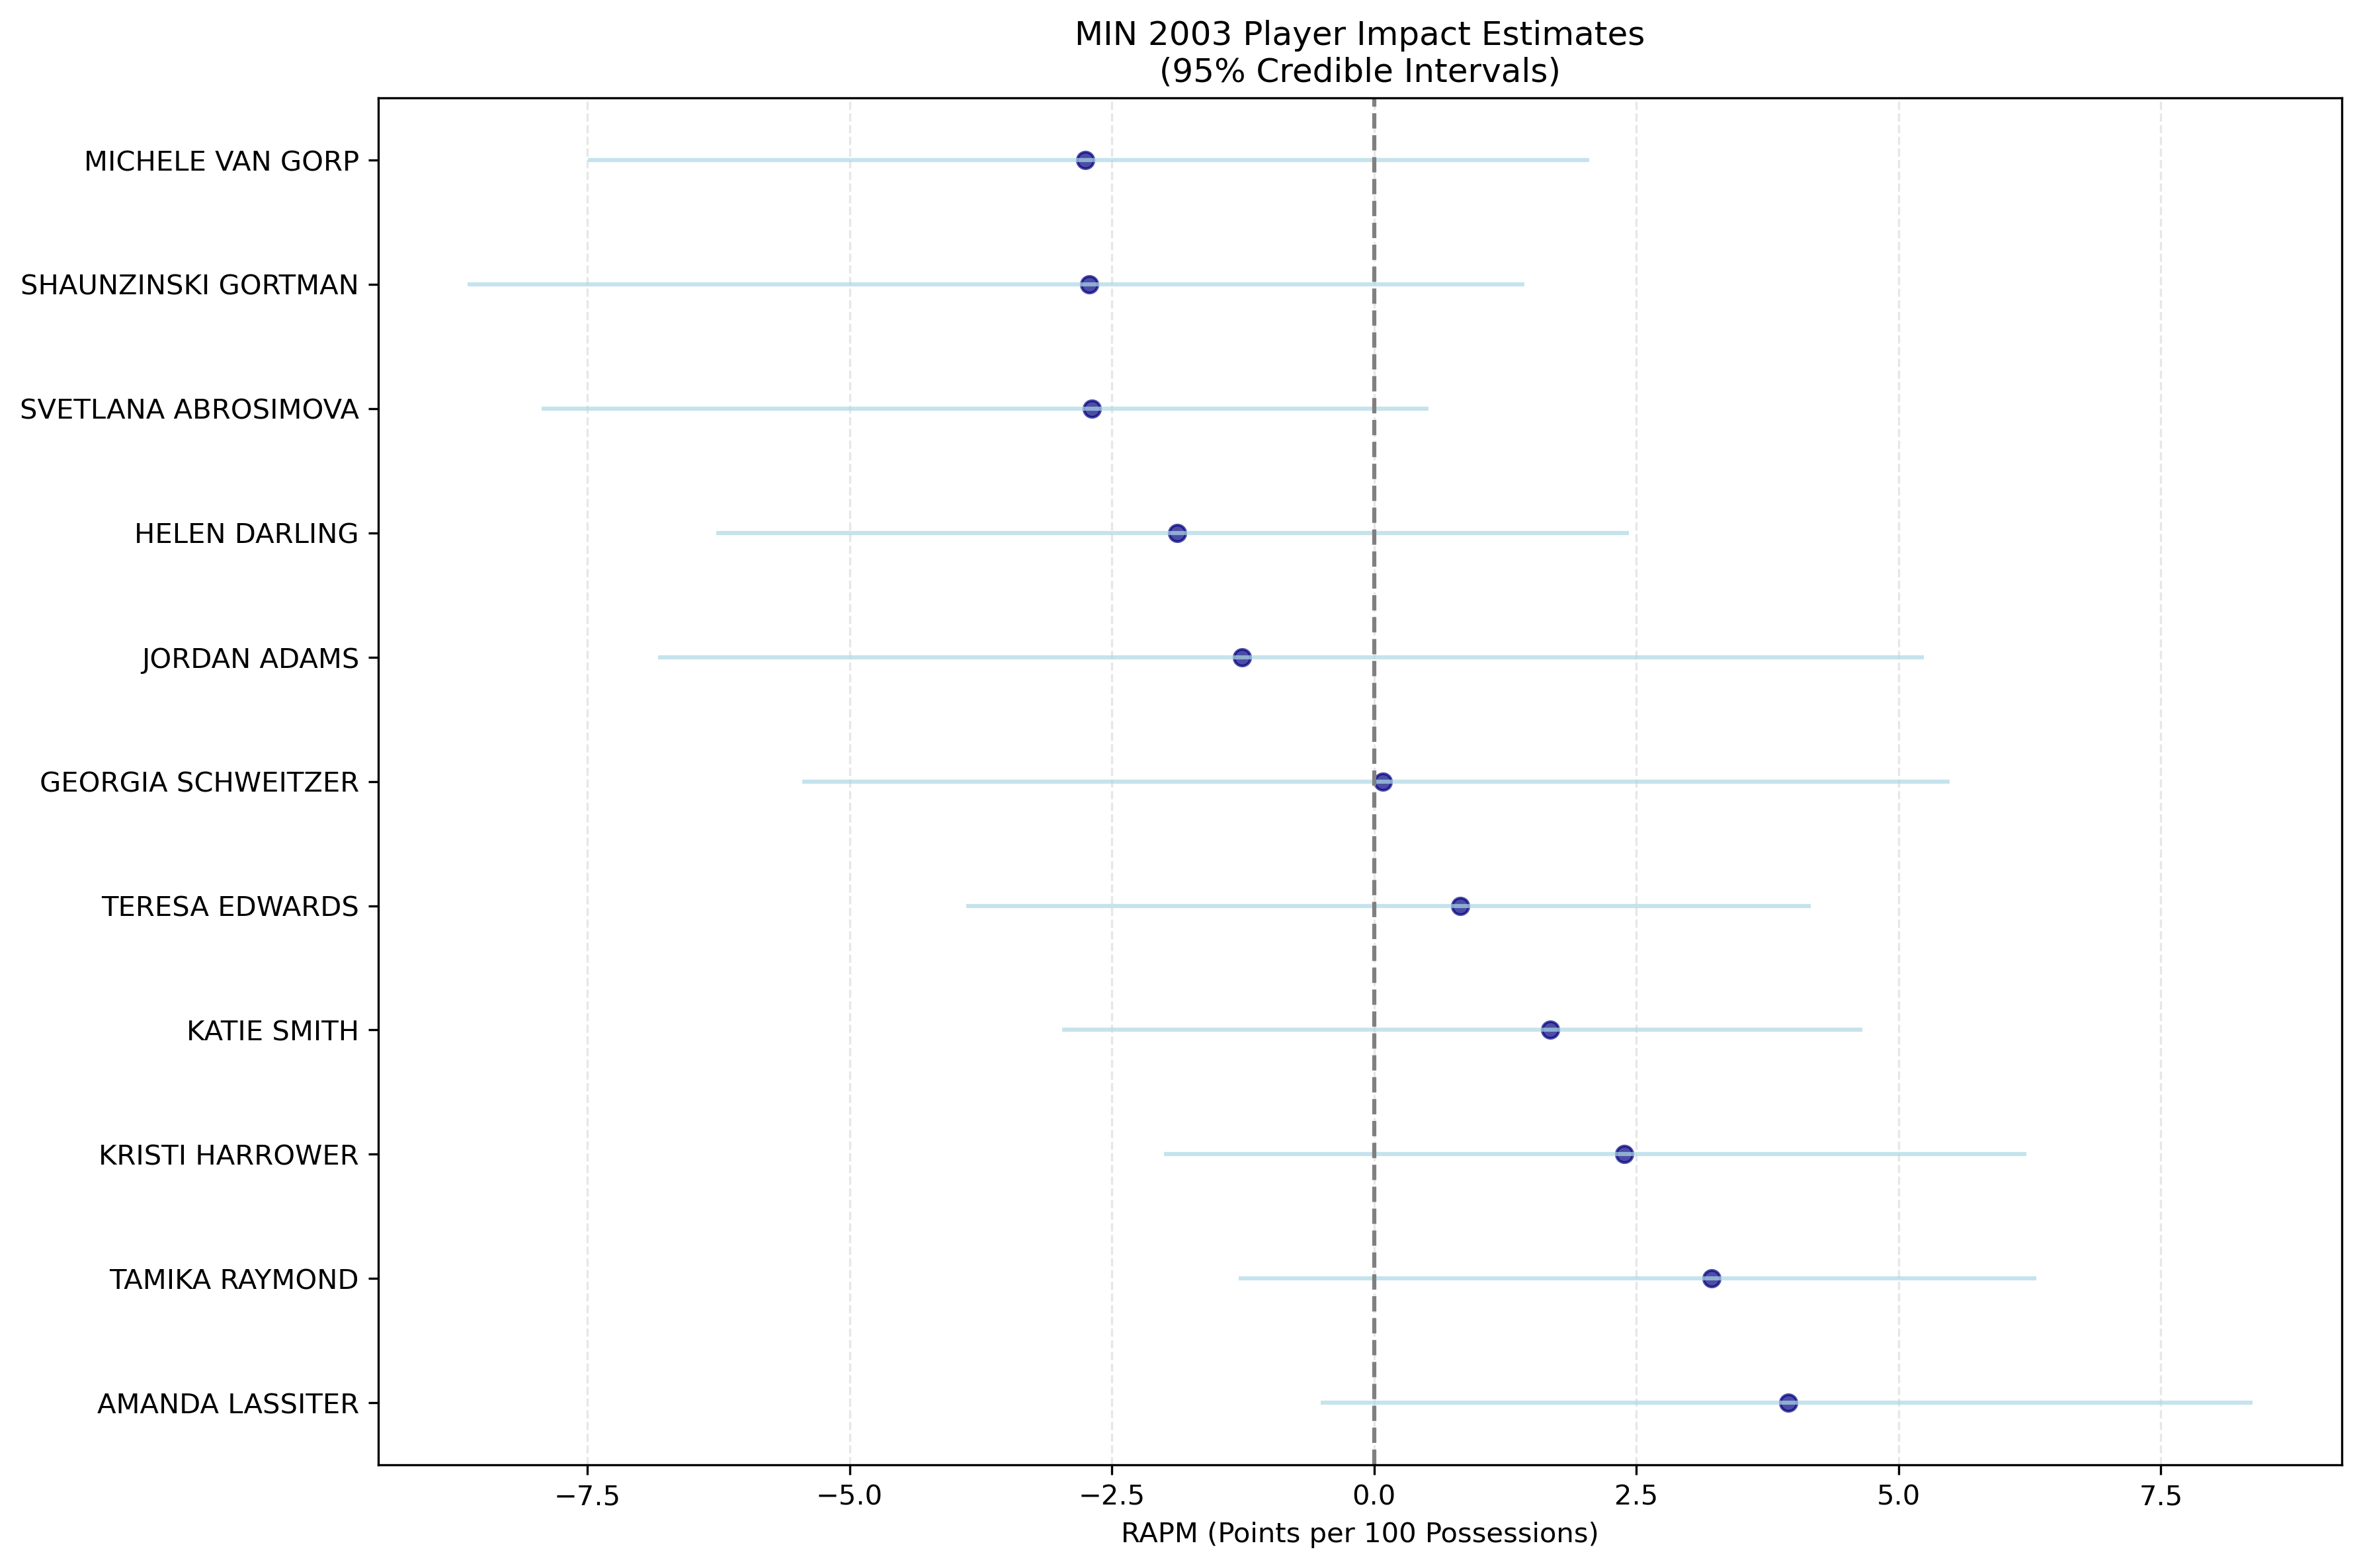 MIN 2003 Player Impact Estimates
(95% Credible Intervals)
MICHELE VAN GORP
SHAUNZINSKI GORTMAN
SVETLANA ABROSIMOVA
HELEN DARLING
JORDAN ADAMS
GEORGIA SCHWEITZER
TERESA EDWARDS
KATIE SMITH
KRISTI HARROWER
TAMIKA RAYMOND
AMANDA LASSITER
−7.5 −5.0 −2.5 0.0 2.5 5.0 7.5
RAPM (Points per 100 Possessions)